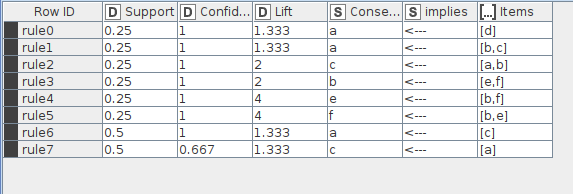 Row ID D Support D Confid... D Lift S Conse... S implies [...] Items
rule0 0.25 1 1.333 a <--- [d]
rule1 0.25 1 1.333 a <--- [b,c]
rule2 0.25 1 2 c <--- [a,b]
rule3 0.25 1 2 b <--- [e,f]
rule4 0.25 1 4 e <--- [b,f]
rule5 0.25 1 4 f <--- [b,e]
rule6 0.5 1 1.333 a <--- [c]
rule7 0.5 0.667 1.333 c <--- [a]